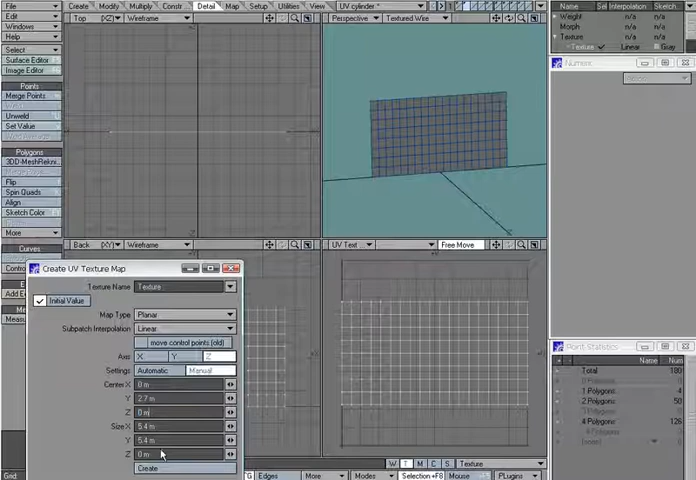 File
Edit
Windows
Help
Select
Surface Editor
Image Editor
Points
Merge Points
Unweld
Set Value
Polygons
3DD-MeshRekni...
Flip
Spin Quads
Align
Sketch Color
More
Curves
Create Modify Multiply Constr... Detail Map Setup Utilities View UV cylinder *
Top (XZ) Wireframe
Perspective Textured Wire
Back (XY) Wireframe
UV Text ... Free Move
Name Sel Interpolation Sketch
Weight n/a n/a
Morph n/a n/a
Texture
Texture Linear Gray
Numeric
Create UV Texture Map
Texture Name Texture
Initial Value
Map Type Planar
Subpatch Interpolation Linear
move control points (old)
Axis X Y Z
Settings Automatic Manual
Center X 0 m
Y 2.7 m
Z 0 m
Size X 5.4 m
Y 5.4 m
Z 0 m
Create
Point Statistics
Name Num
Total 180
1 Polygons 4
2 Polygons 50
4 Polygons 126
W T M C S Texture
Grid:
Edges More Modes Selection +F8 Mouse +F5 PLugins